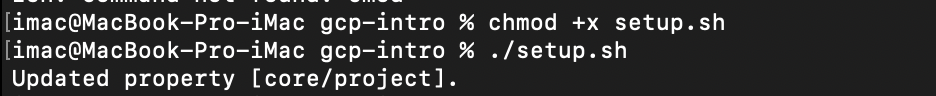 [imac@MacBook-Pro-iMac gcp-intro % chmod +x setup.sh
[imac@MacBook-Pro-iMac gcp-intro % ./setup.sh
Updated property [core/project].